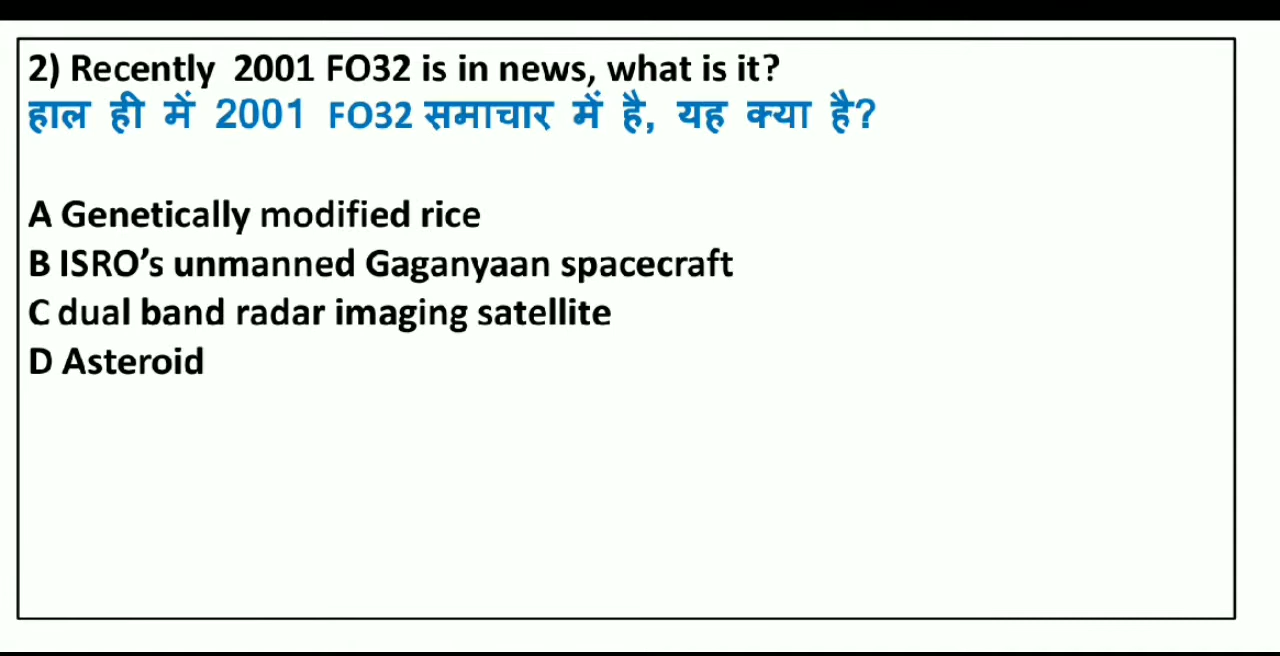 2) Recently 2001 FO32 is in news, what is it?
हाल ही में 2001 FO32 समाचार में है, यह क्या है?
A Genetically modified rice
B ISRO’s unmanned Gaganyaan spacecraft
C dual band radar imaging satellite
D Asteroid